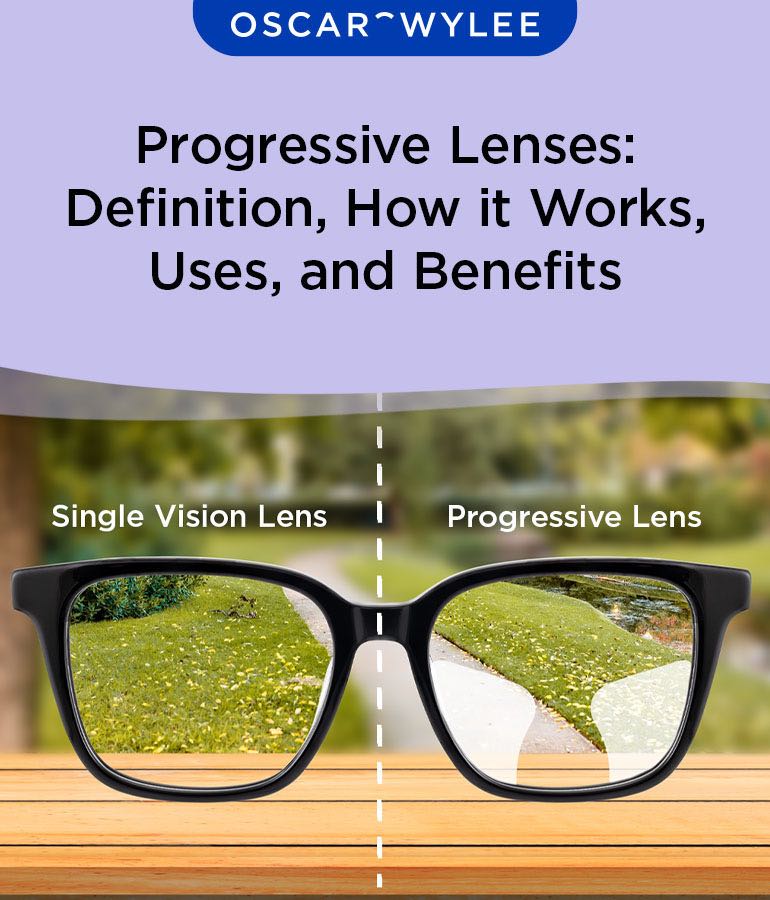 OSCAR WYLEE
Progressive Lenses:
Definition, How it Works,
Uses, and Benefits
Single Vision Lens
Progressive Lens